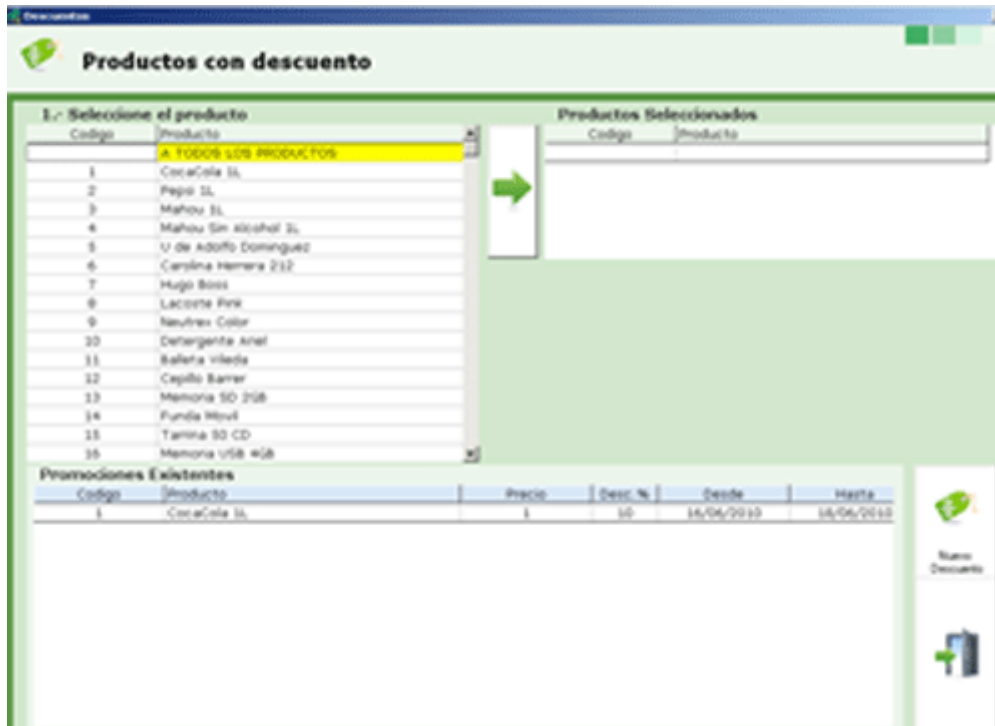 Descuentos
Productos con descuento
1.- Seleccione el producto
Codigo Producto
A TODOS LOS PRODUCTOS
1 CocaCola 1L
2 Pepsi 1L
3 Mahou 1L
4 Mahou Sin Alcohol 1L
5 U de Adolfo Dominguez
6 Carolina Herrera 212
7 Hugo Boss
8 Lacoste Pink
9 Neutrex Color
10 Detergente Ariel
11 Balleta Vileda
12 Cepillo Barrer
13 Memoria SD 2GB
14 Funda Movil
15 Tarrina 50 CD
16 Memoria USB 4GB
Productos Seleccionados
Codigo Producto
Promociones Existentes
Codigo Producto Precio Desc. % Desde Hasta
1 CocaCola 1L 1 10 16/06/2010 18/06/2010
Nuevo
Descuento